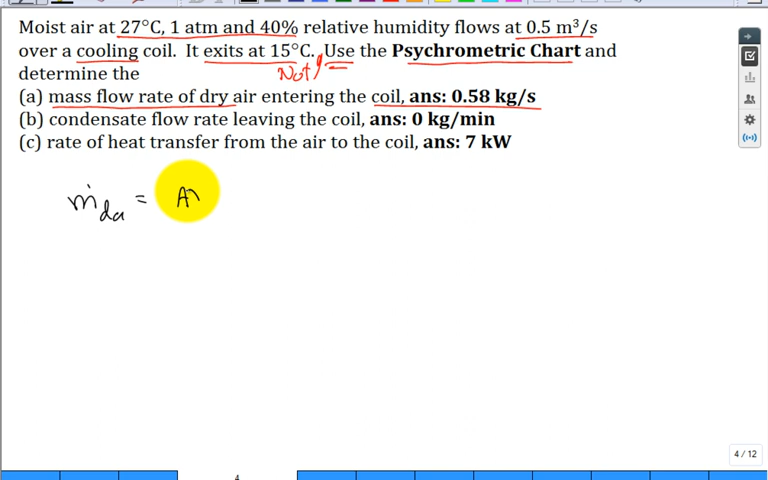 Moist air at 27°C, 1 atm and 40% relative humidity flows at 0.5 m³/s
over a cooling coil. It exits at 15°C. Use the Psychrometric Chart and
Not
determine the
(a) mass flow rate of dry air entering the coil, ans: 0.58 kg/s
(b) condensate flow rate leaving the coil, ans: 0 kg/min
(c) rate of heat transfer from the air to the coil, ans: 7 kW
ṁda =
4 / 12
4